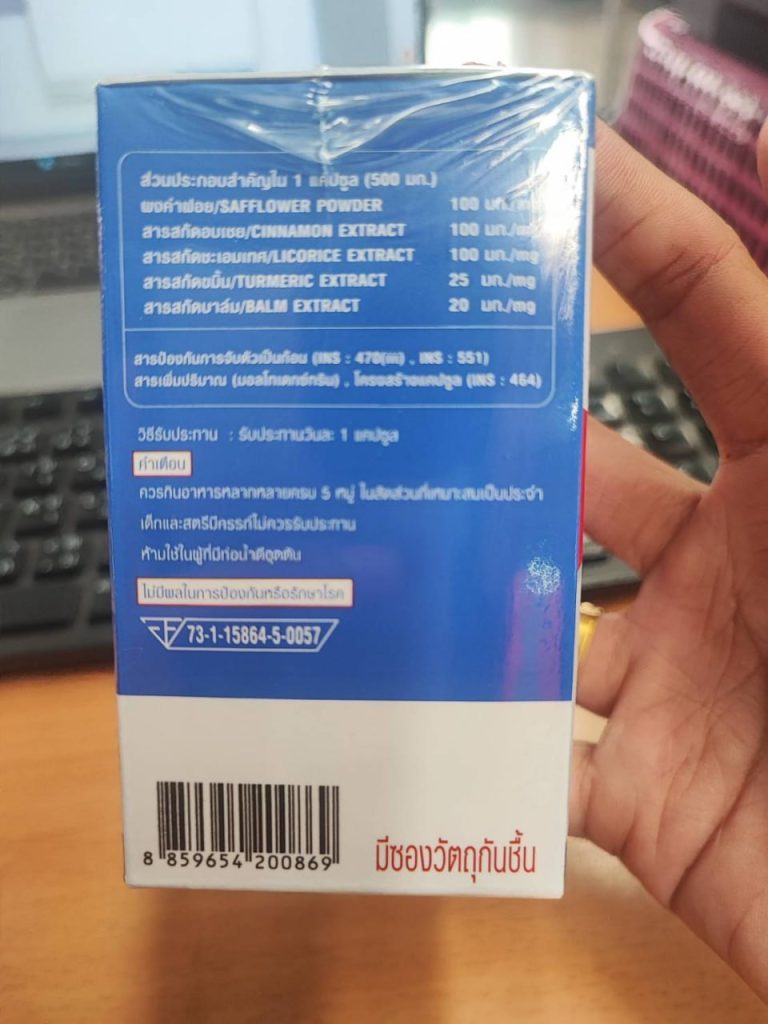 ส่วนประกอบสำคัญใน 1 แคปซูล (500 มก.)
ผงคำฝอย/SAFFLOWER POWDER 100 มก./mg
สารสกัดอบเชย/CINNAMON EXTRACT 100 มก./mg
สารสกัดชะเอมเทศ/LICORICE EXTRACT 100 มก./mg
สารสกัดขมิ้น/TURMERIC EXTRACT 25 มก./mg
สารสกัดบาล์ม/BALM EXTRACT 20 มก./mg
สารป้องกันการจับตัวเป็นก้อน (INS : 470(iii) , INS : 551)
สารเพิ่มปริมาณ (มอลโทเดกซ์ทริน) , โครงสร้างแคปซูล (INS : 464)
วิธีรับประทาน : รับประทานวันละ 1 แคปซูล
คำเตือน
ควรกินอาหารหลากหลายครบ 5 หมู่ ในสัดส่วนที่เหมาะสมเป็นประจำ
เด็กและสตรีมีครรภ์ไม่ควรรับประทาน
ห้ามใช้ในผู้ที่มีท่อน้ำดีอุดตัน
ไม่มีผลในการป้องกันหรือรักษาโรค
73-1-15864-5-0057
8 859654 200869
มีซองวัตถุกันชื้น